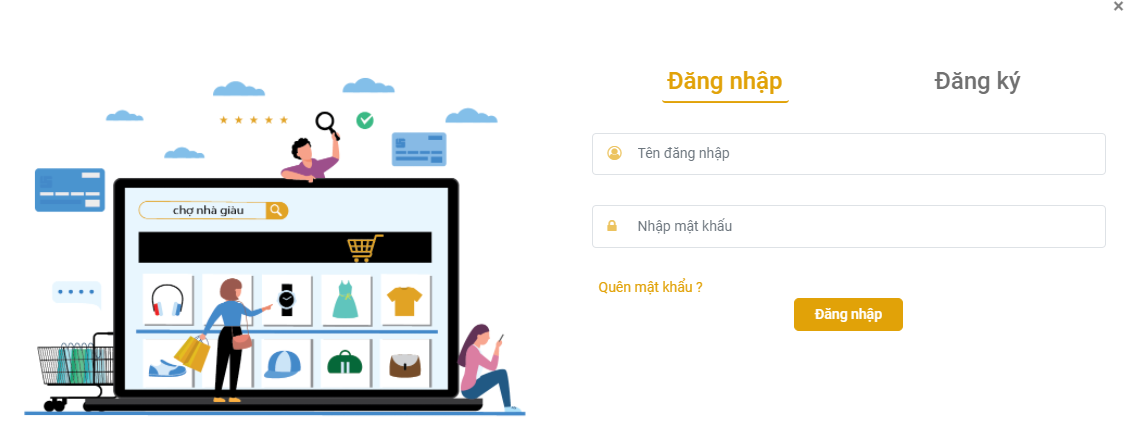 ×
Đăng nhập
Đăng ký
Tên đăng nhập
Nhập mật khẩu
Quên mật khẩu ?
Đăng nhập
chợ nhà giàu